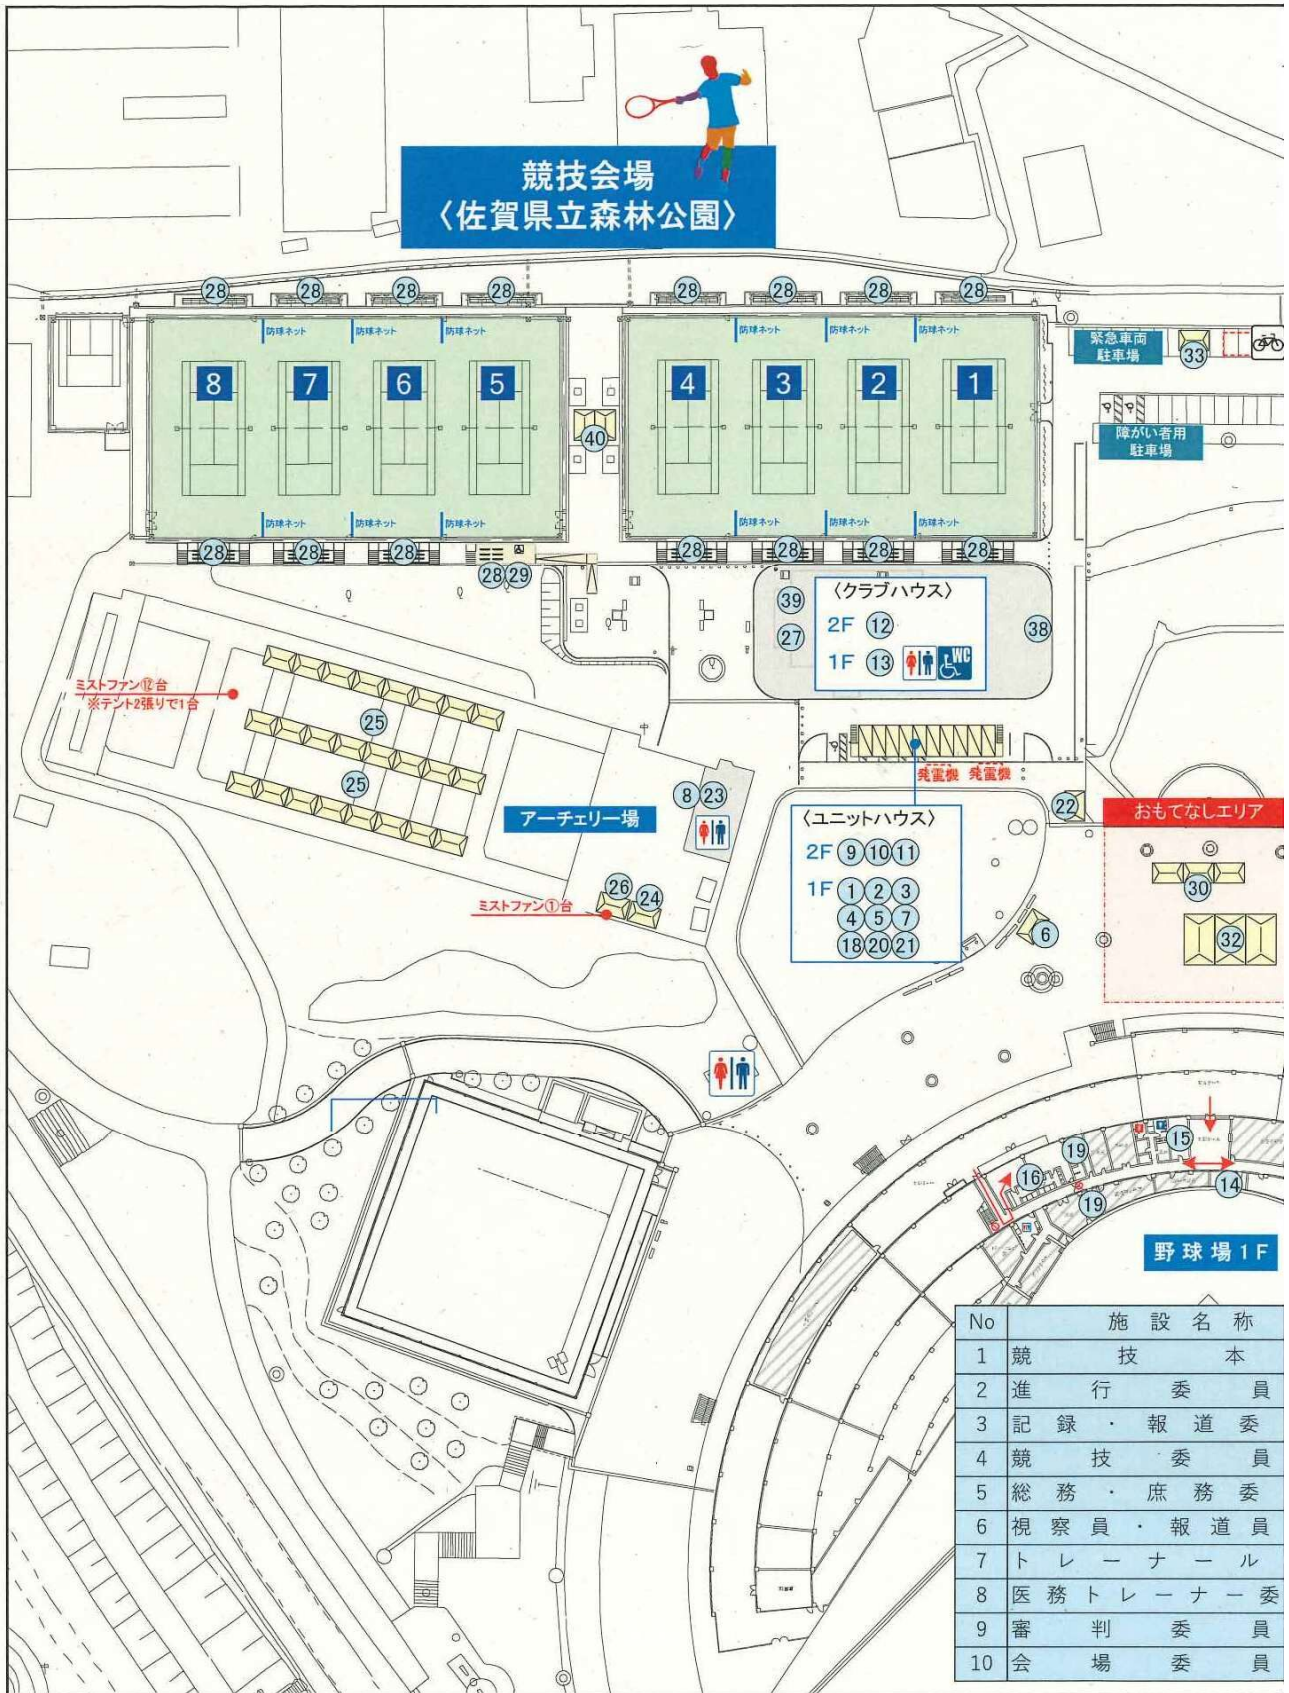 競技会場
〈佐賀県立森林公園〉
28 28 28 28 28 28 28 28
防球ネット 防球ネット 防球ネット 防球ネット 防球ネット 防球ネット
緊急車両
駐車場
33
8 7 6 5 4 3 2 1
40
障がい者用
駐車場
防球ネット 防球ネット 防球ネット 防球ネット 防球ネット 防球ネット
28 28 28 28 28 28 28
28 29
〈クラブハウス〉
39
2F 12
27
38
1F 13 WC
ミストファン⑫台
※テント2張りで1台
25
25
発電機 発電機
8 23
22
おもてなしエリア
アーチェリー場
〈ユニットハウス〉
2F 9 10 11
1F 1 2 3
4 5 7
18 20 21
26 24
ミストファン①台
30
6
32
15
19
16
14
19
野球場1F
No 施設名称
1 競技本
2 進行委員
3 記録・報道委
4 競技委員
5 総務・庶務委
6 視察員・報道員
7 トレーナール
8 医務トレーナー委
9 審判委員
10 会場委員